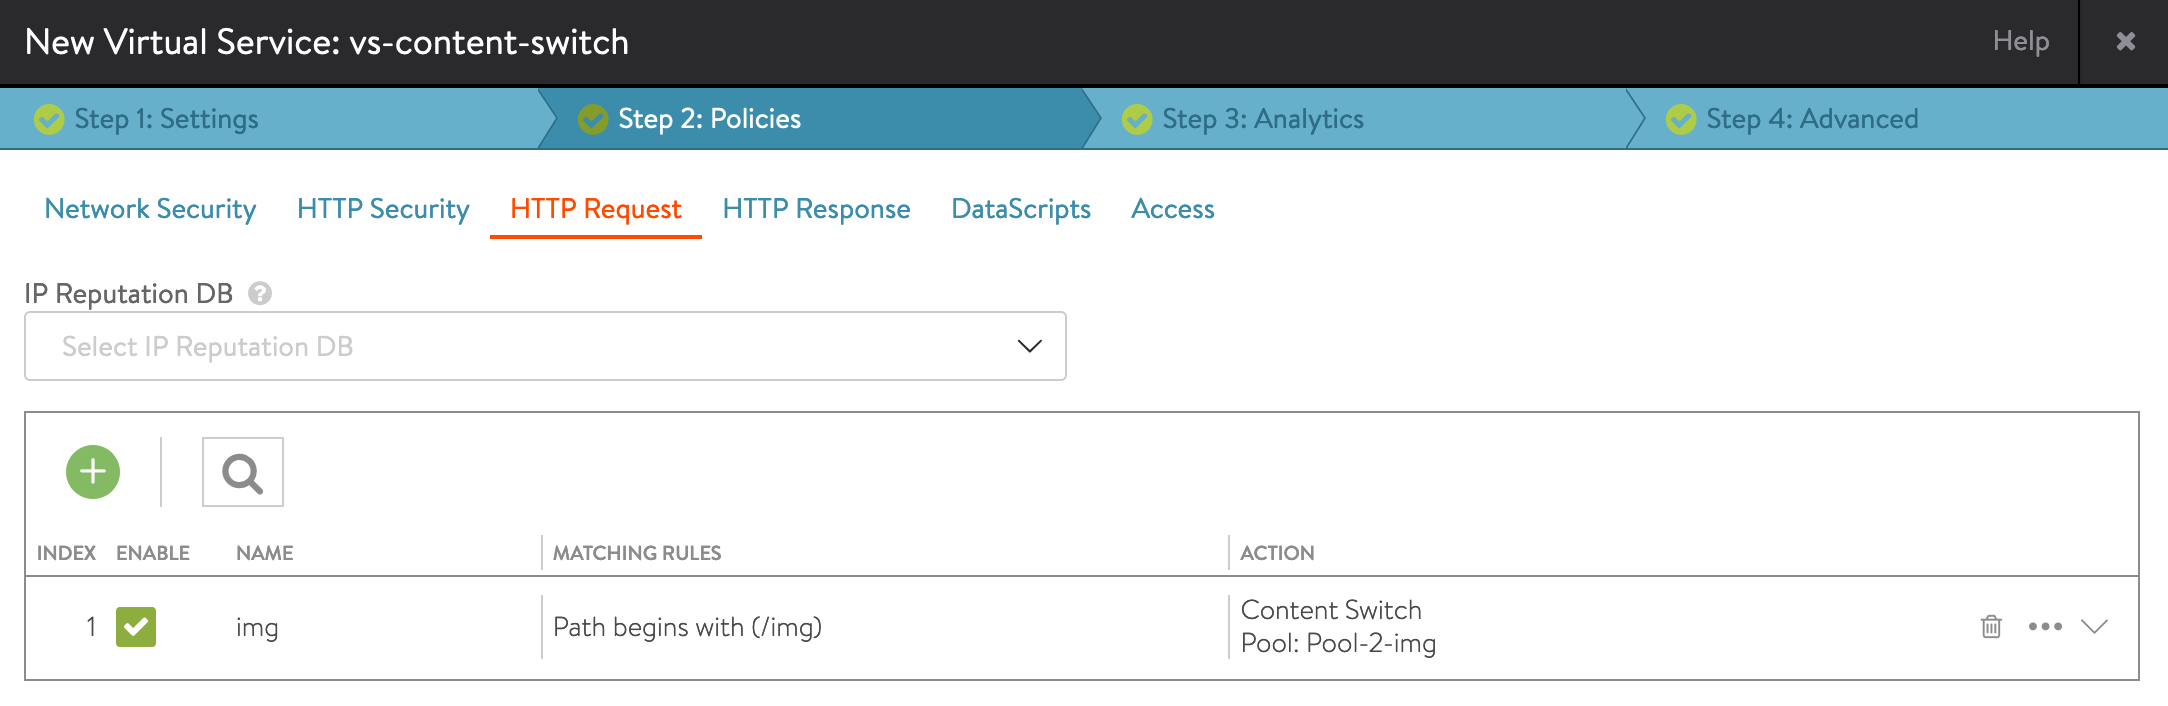 New Virtual Service: vs-content-switch
Help
Step 1: Settings
Step 2: Policies
Step 3: Analytics
Step 4: Advanced
Network Security
HTTP Security
HTTP Request
HTTP Response
DataScripts
Access
IP Reputation DB
Select IP Reputation DB
INDEX
ENABLE
NAME
MATCHING RULES
ACTION
1
img
Path begins with (/img)
Content Switch
Pool: Pool-2-img